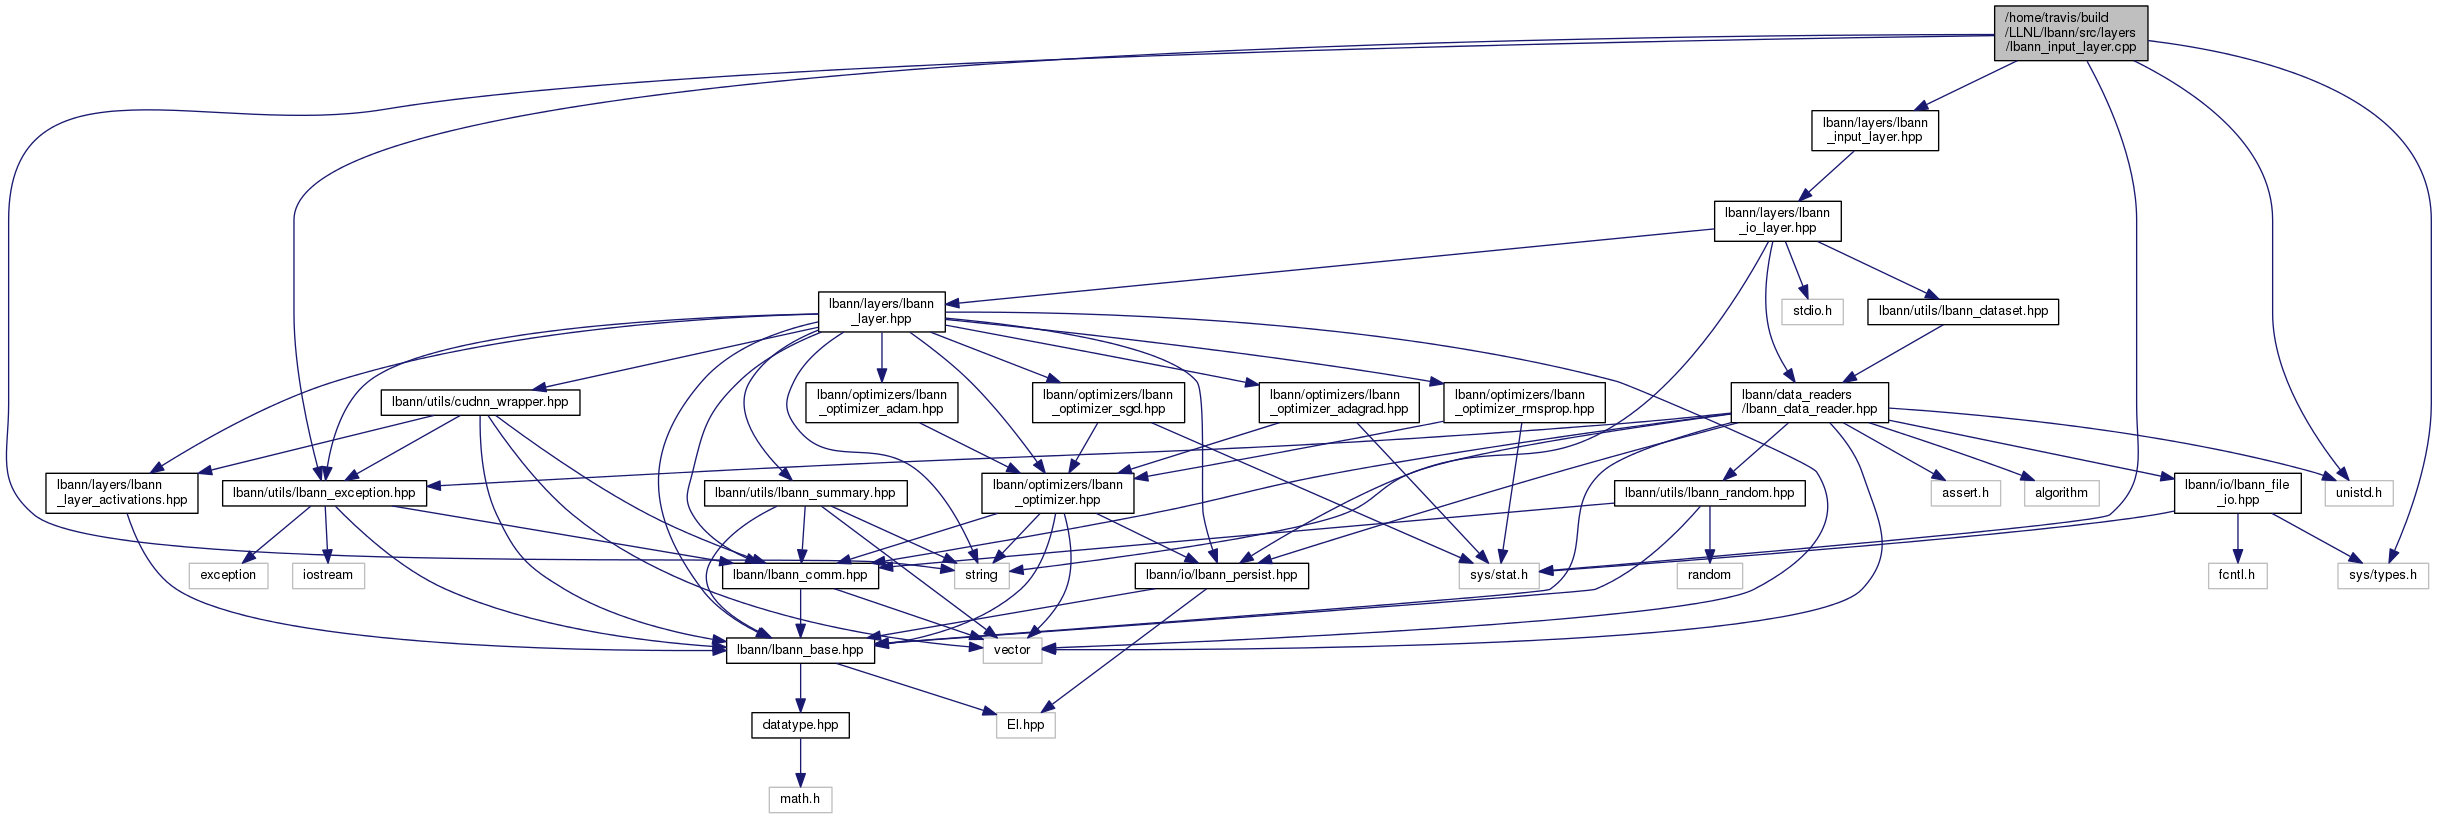 /home/travis/build
/LLNL/lbann/src/layers
/lbann_input_layer.cpp
lbann/layers/lbann
_input_layer.hpp
lbann/layers/lbann
_io_layer.hpp
lbann/layers/lbann
_layer.hpp
stdio.h
lbann/utils/lbann_dataset.hpp
lbann/utils/cudnn_wrapper.hpp
lbann/optimizers/lbann
_optimizer_adam.hpp
lbann/optimizers/lbann
_optimizer_sgd.hpp
lbann/optimizers/lbann
_optimizer_adagrad.hpp
lbann/optimizers/lbann
_optimizer_rmsprop.hpp
lbann/data_readers
/lbann_data_reader.hpp
lbann/layers/lbann
_layer_activations.hpp
lbann/utils/lbann_exception.hpp
lbann/utils/lbann_summary.hpp
lbann/optimizers/lbann
_optimizer.hpp
lbann/utils/lbann_random.hpp
assert.h
algorithm
lbann/io/lbann_file
_io.hpp
unistd.h
exception
iostream
lbann/lbann_comm.hpp
string
lbann/io/lbann_persist.hpp
sys/stat.h
random
fcntl.h
sys/types.h
lbann/lbann_base.hpp
vector
datatype.hpp
El.hpp
math.h